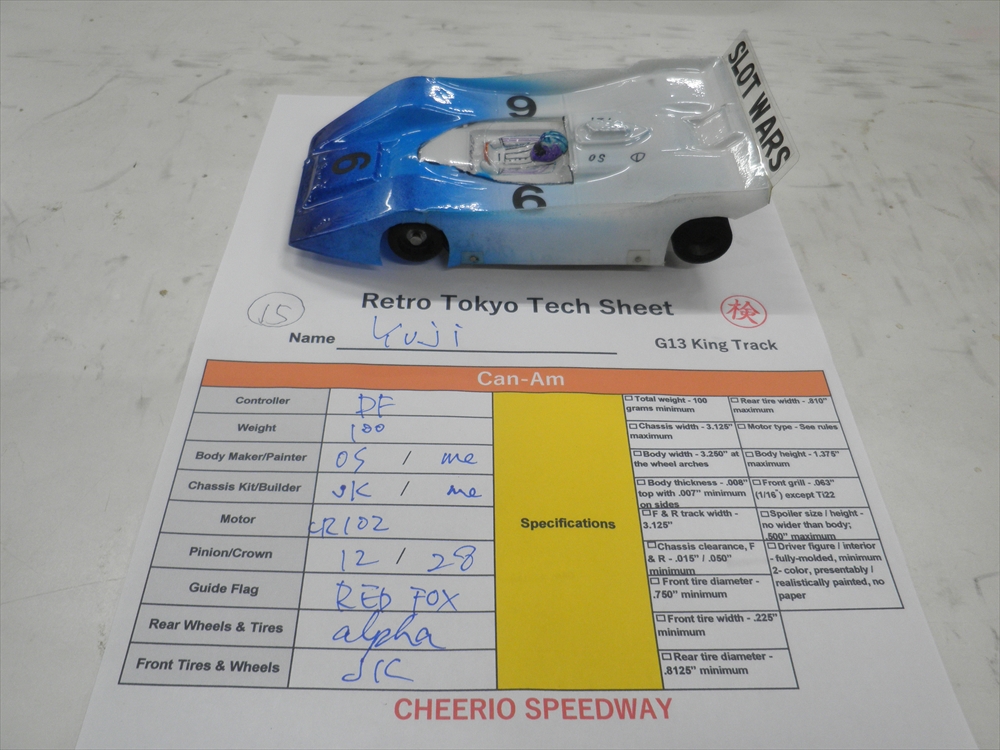 SLOT WARS
6
6
6
SO
Retro Tokyo Tech Sheet
検
15
Name Yuji
G13 King Track
Can-Am
Controller DF
Weight 100
Body Maker/Painter OS / me
Chassis Kit/Builder JK / me
Motor R102
Pinion/Crown 12 / 28
Guide Flag RED FOX
Rear Wheels & Tires alpha
Front Tires & Wheels JK
Specifications
Total weight - 100
grams minimum
Rear tire width - .810"
maximum
Chassis width - 3.125"
maximum
Motor type - See rules
Body width - 3.250" at
the wheel arches
Body height - 1.375"
maximum
Body thickness - .008"
top with .007" minimum
on sides
Front grill - .063"
(1/16") except Ti22
F & R track width -
3.125"
Spoiler size / height -
no wider than body;
.500" maximum
Chassis clearance, F
& R - .015" / .050"
minimum
Driver figure / interior
- fully-molded, minimum
2- color, presentably /
realistically painted, no
paper
Front tire diameter -
.750" minimum
Front tire width - .225"
minimum
Rear tire diameter -
.8125" minimum
CHEERIO SPEEDWAY